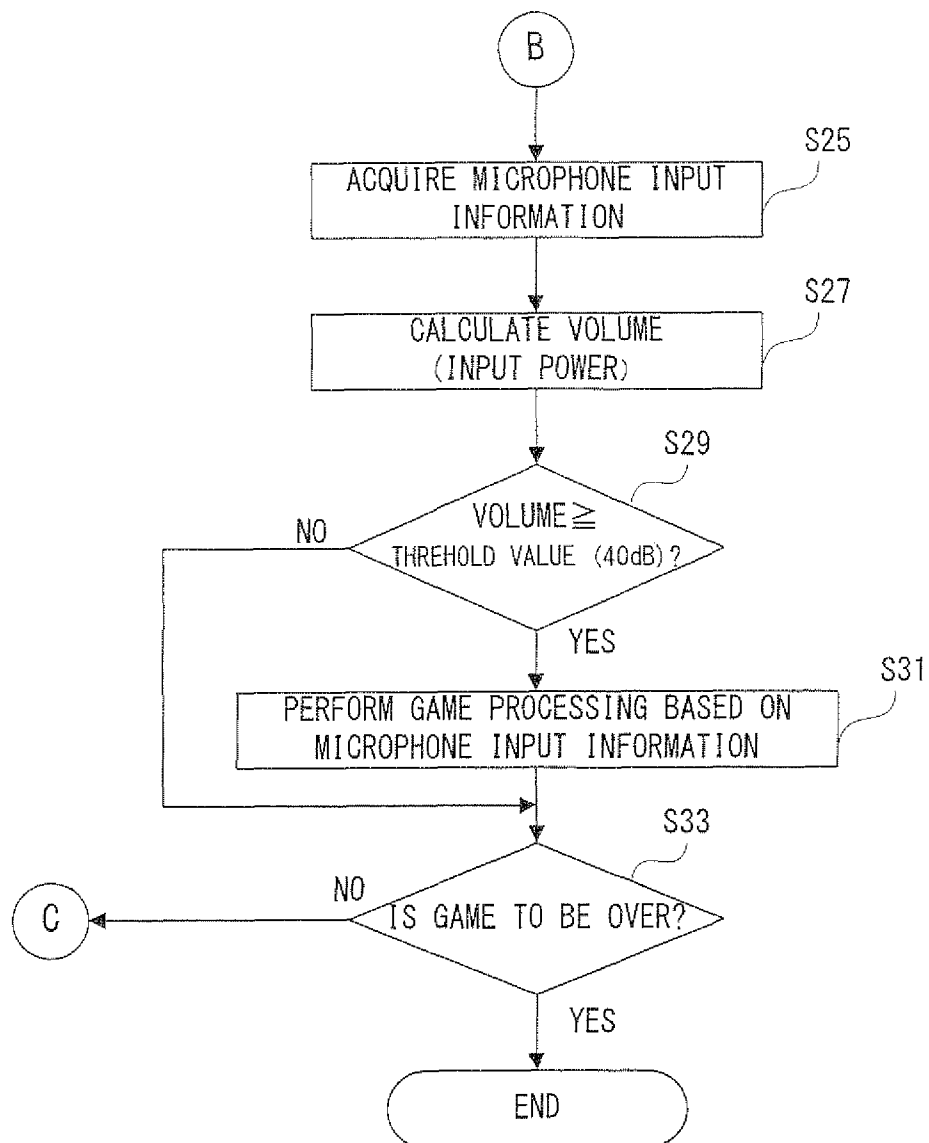 B
S25
ACQUIRE MICROPHONE INPUT
INFORMATION
S27
CALCULATE VOLUME
(INPUT POWER)
S29
VOLUME≧
THREHOLD VALUE (40dB)?
NO
YES
S31
PERFORM GAME PROCESSING BASED ON
MICROPHONE INPUT INFORMATION
S33
IS GAME TO BE OVER?
NO
C
YES
END